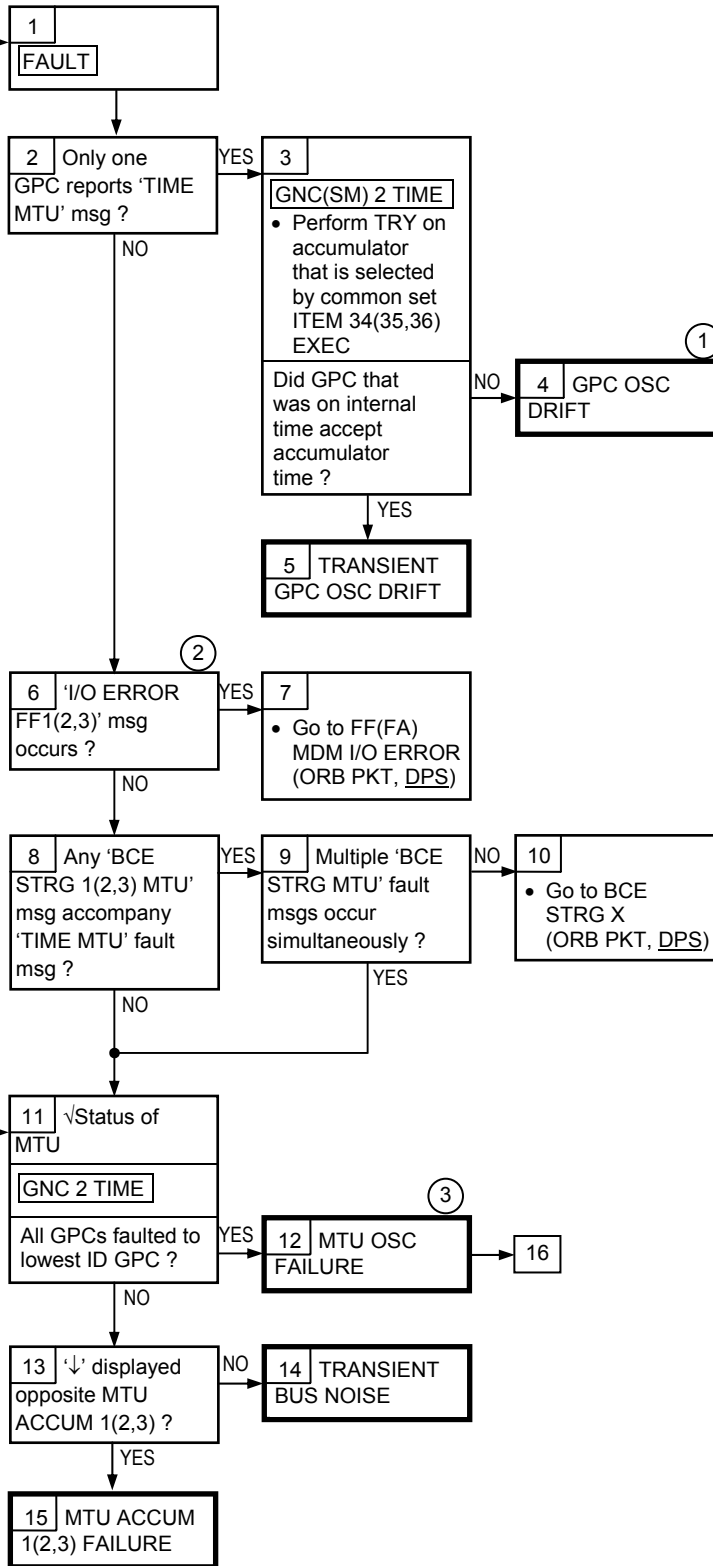 1
FAULT
2 Only one
GPC reports ‘TIME
MTU’ msg ?
YES
NO
3
GNC(SM) 2 TIME
• Perform TRY on
accumulator
that is selected
by common set
ITEM 34(35,36)
EXEC
Did GPC that
was on internal
time accept
accumulator
time ?
NO
YES
1
4 GPC OSC
DRIFT
5 TRANSIENT
GPC OSC DRIFT
2
6 ‘I/O ERROR
FF1(2,3)’ msg
occurs ?
YES
NO
7
• Go to FF(FA)
MDM I/O ERROR
(ORB PKT, DPS)
8 Any ‘BCE
STRG 1(2,3) MTU’
msg accompany
‘TIME MTU’ fault
msg ?
YES
NO
9 Multiple ‘BCE
STRG MTU’ fault
msgs occur
simultaneously ?
NO
YES
10
• Go to BCE
STRG X
(ORB PKT, DPS)
11 √Status of
MTU
GNC 2 TIME
All GPCs faulted to
lowest ID GPC ?
YES
NO
3
12 MTU OSC
FAILURE
16
13 ‘↓’ displayed
opposite MTU
ACCUM 1(2,3) ?
NO
YES
14 TRANSIENT
BUS NOISE
15 MTU ACCUM
1(2,3) FAILURE